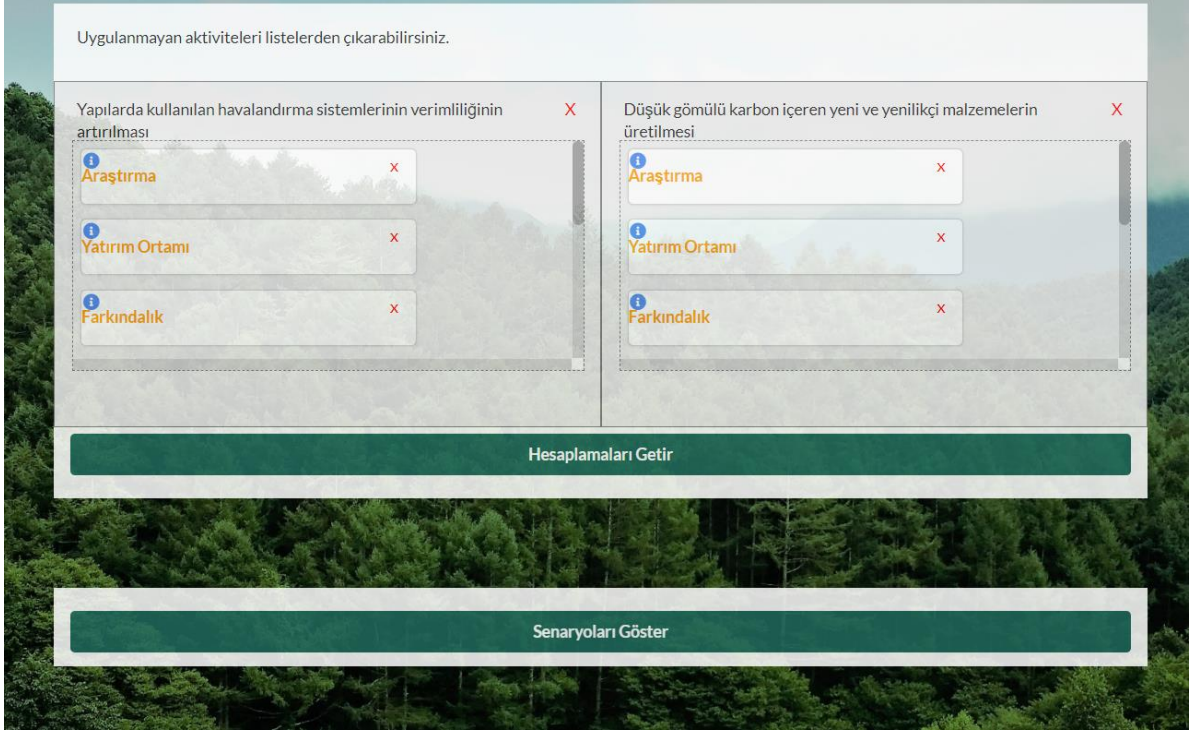 Uygulanmayan aktiviteleri listelerden çıkarabilirsiniz.
Yapılarda kullanılan havalandırma sistemlerinin verimliliğinin
artırılması
X
i
Araştırma
x
i
Yatırım Ortamı
x
i
Farkındalık
x
Düşük gömülü karbon içeren yeni ve yenilikçi malzemelerin
üretilmesi
X
i
Araştırma
x
i
Yatırım Ortamı
x
i
Farkındalık
x
Hesaplamaları Getir
Senaryoları Göster